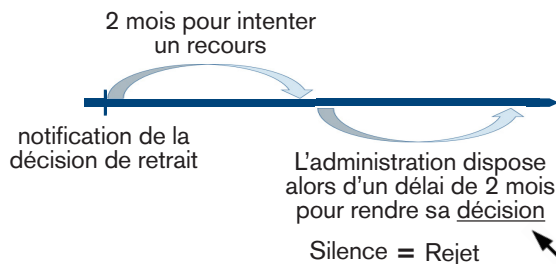 2 mois pour intenter
un recours
notification de la
décision de retrait
L'administration dispose
alors d'un délai de 2 mois
pour rendre sa décision
Silence = Rejet